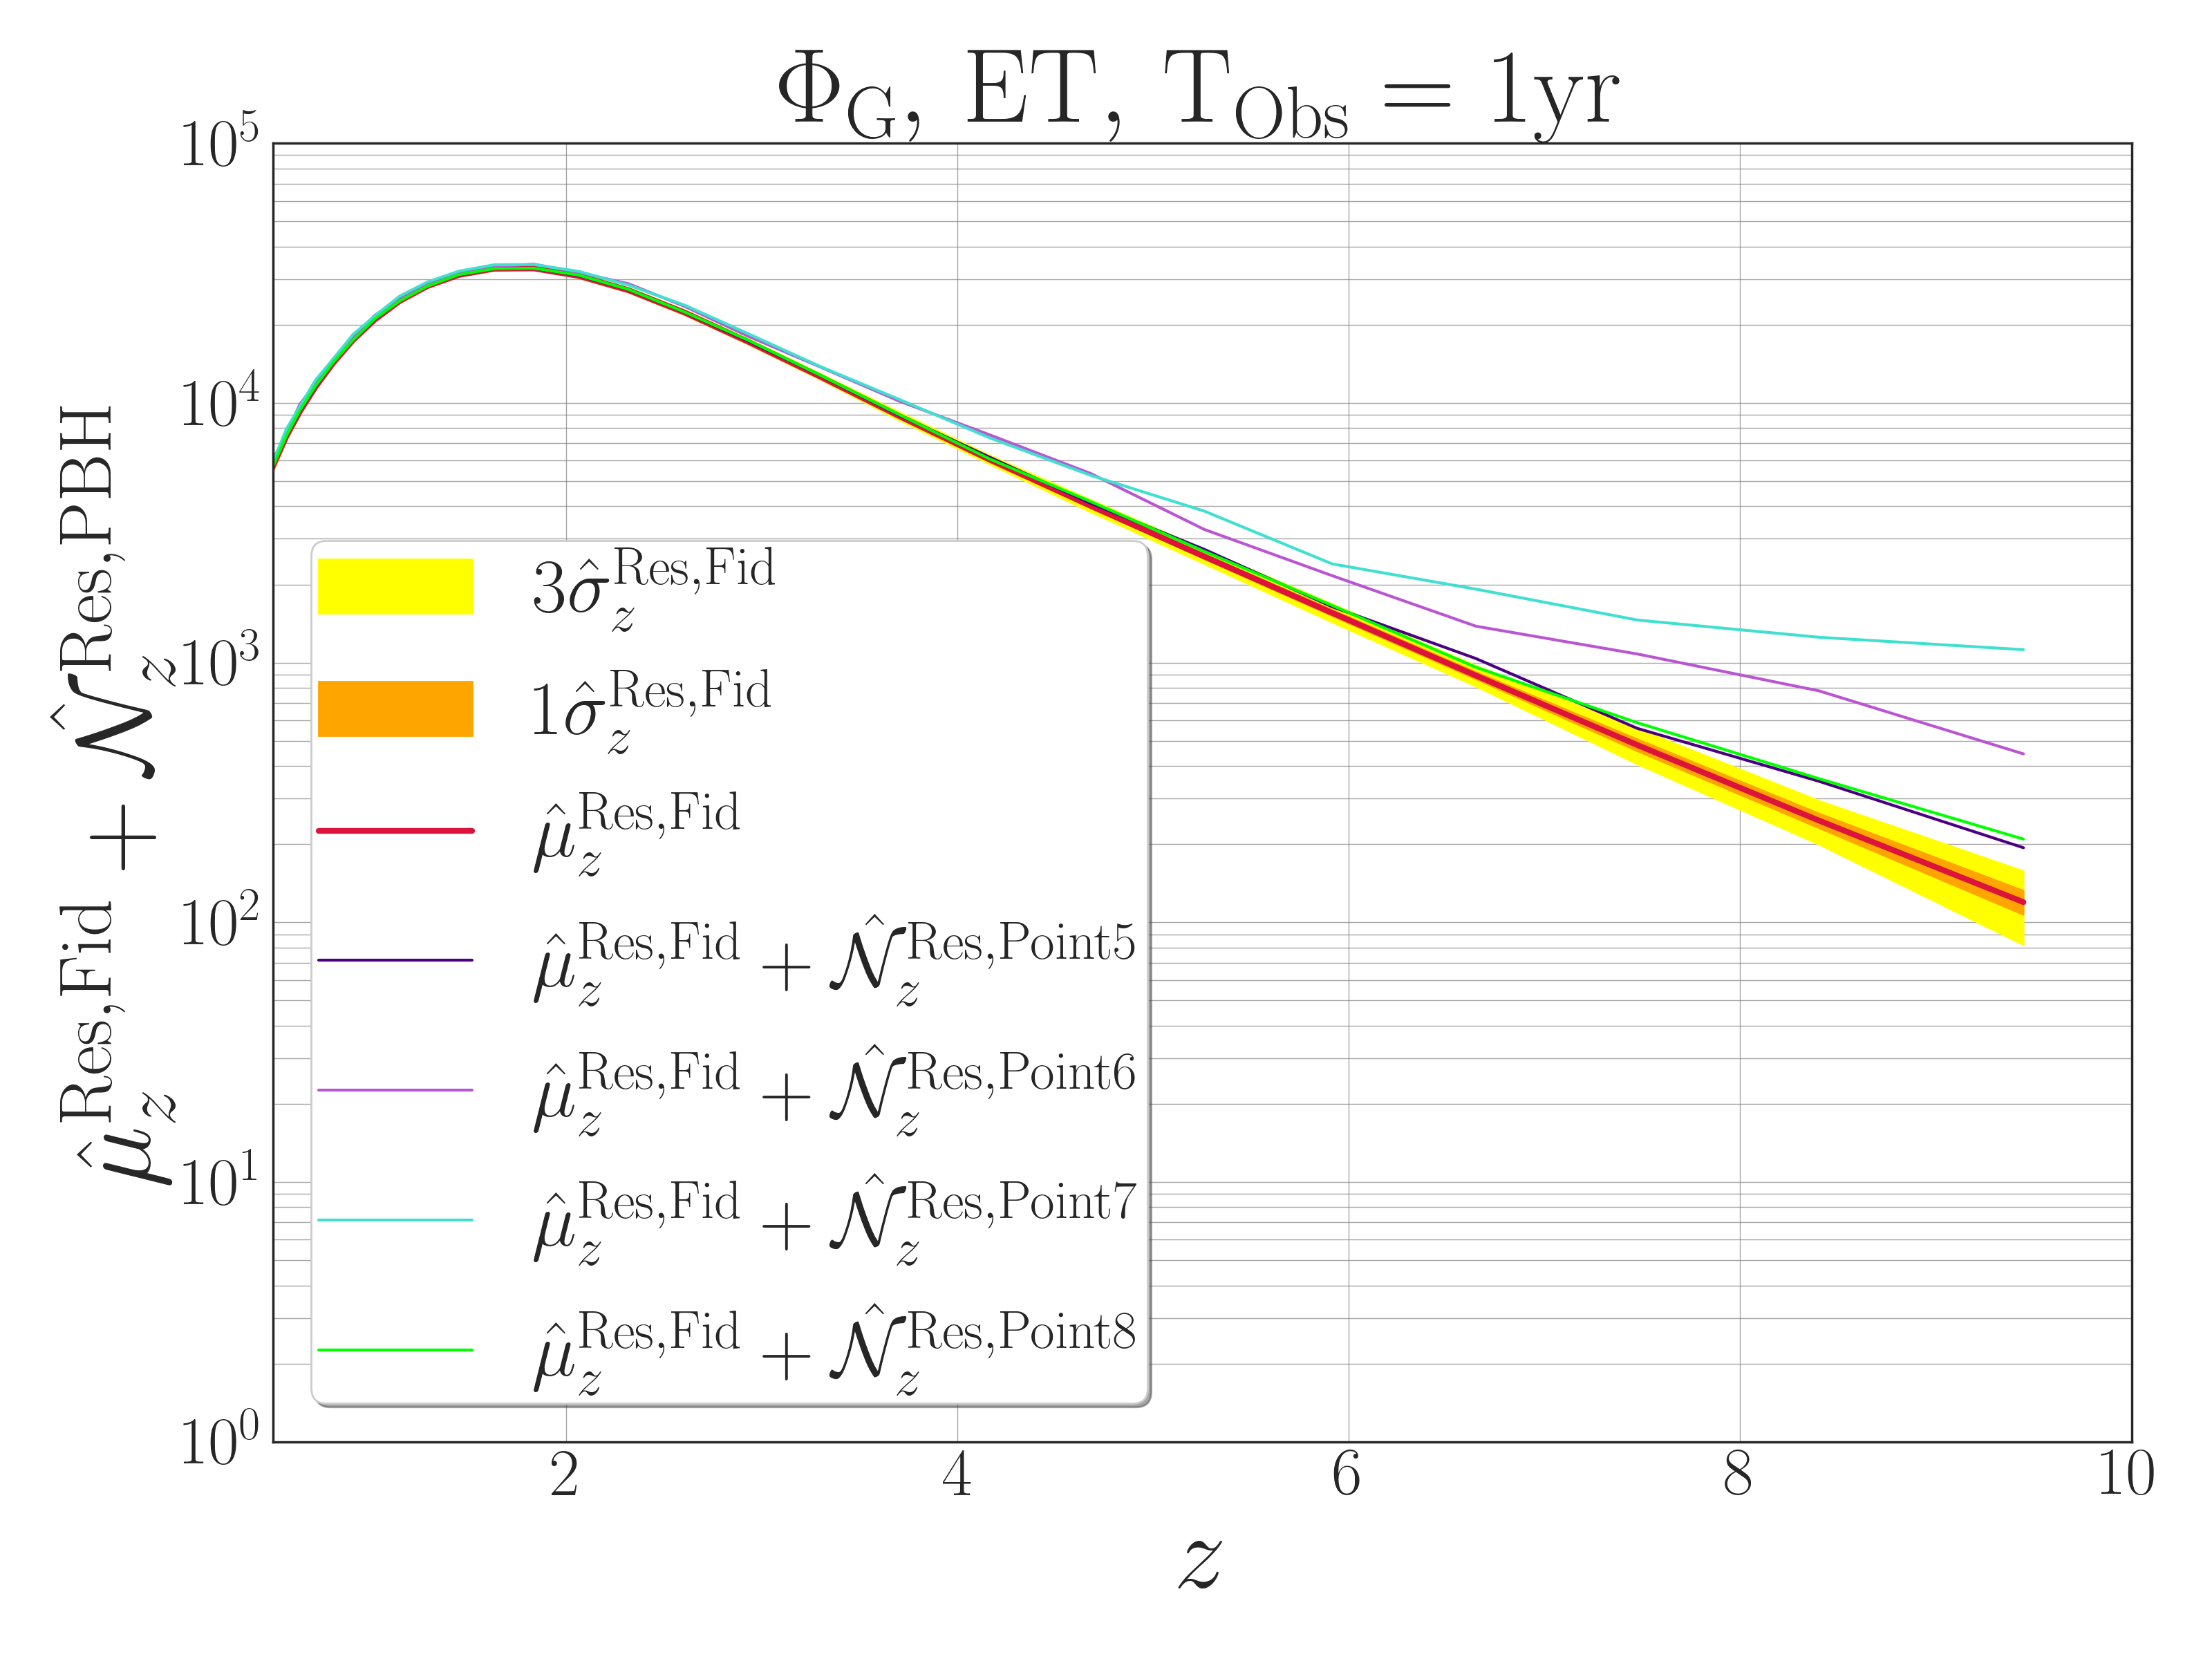 Φ_G, ET, T_Obs = 1yr
μ̂_z^Res,Fid + 𝒩̂_z^Res,PBH
10^5
10^4
10^3
10^2
10^1
10^0
3σ̂_z^Res,Fid
1σ̂_z^Res,Fid
μ̂_z^Res,Fid
μ̂_z^Res,Fid + 𝒩̂_z^Res,Point5
μ̂_z^Res,Fid + 𝒩̂_z^Res,Point6
μ̂_z^Res,Fid + 𝒩̂_z^Res,Point7
μ̂_z^Res,Fid + 𝒩̂_z^Res,Point8
2 4 6 8 10
z